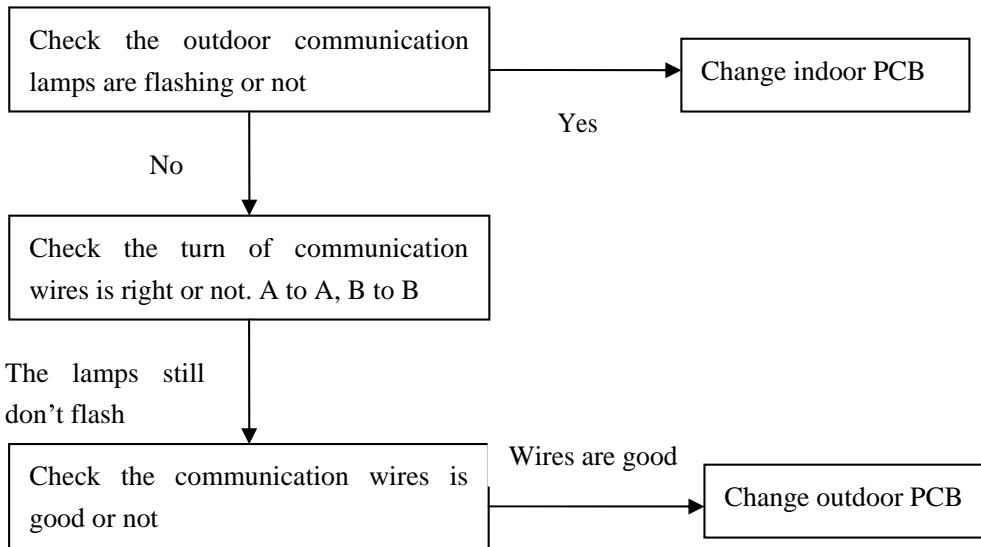 Check the outdoor communication
lamps are flashing or not
Change indoor PCB
Yes
No
Check the turn of communication
wires is right or not. A to A, B to B
The lamps still
don’t flash
Check the communication wires is
good or not
Wires are good
Change outdoor PCB